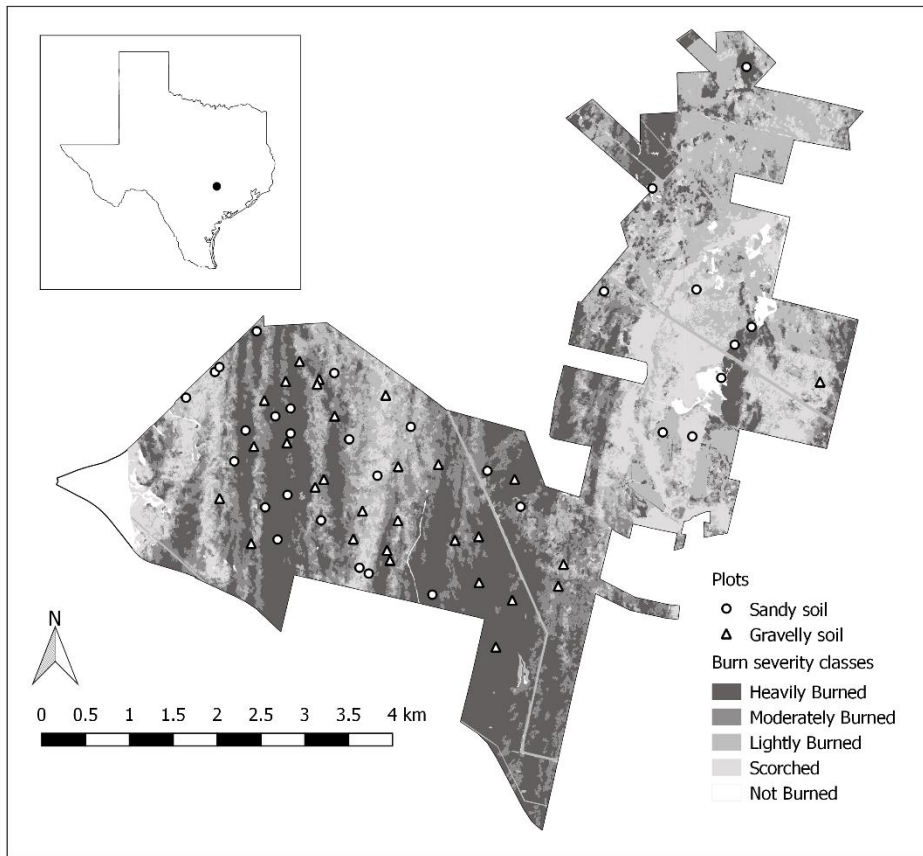 N
0 0.5 1 1.5 2 2.5 3 3.5 4 km
Plots
Sandy soil
Gravelly soil
Burn severity classes
Heavily Burned
Moderately Burned
Lightly Burned
Scorched
Not Burned